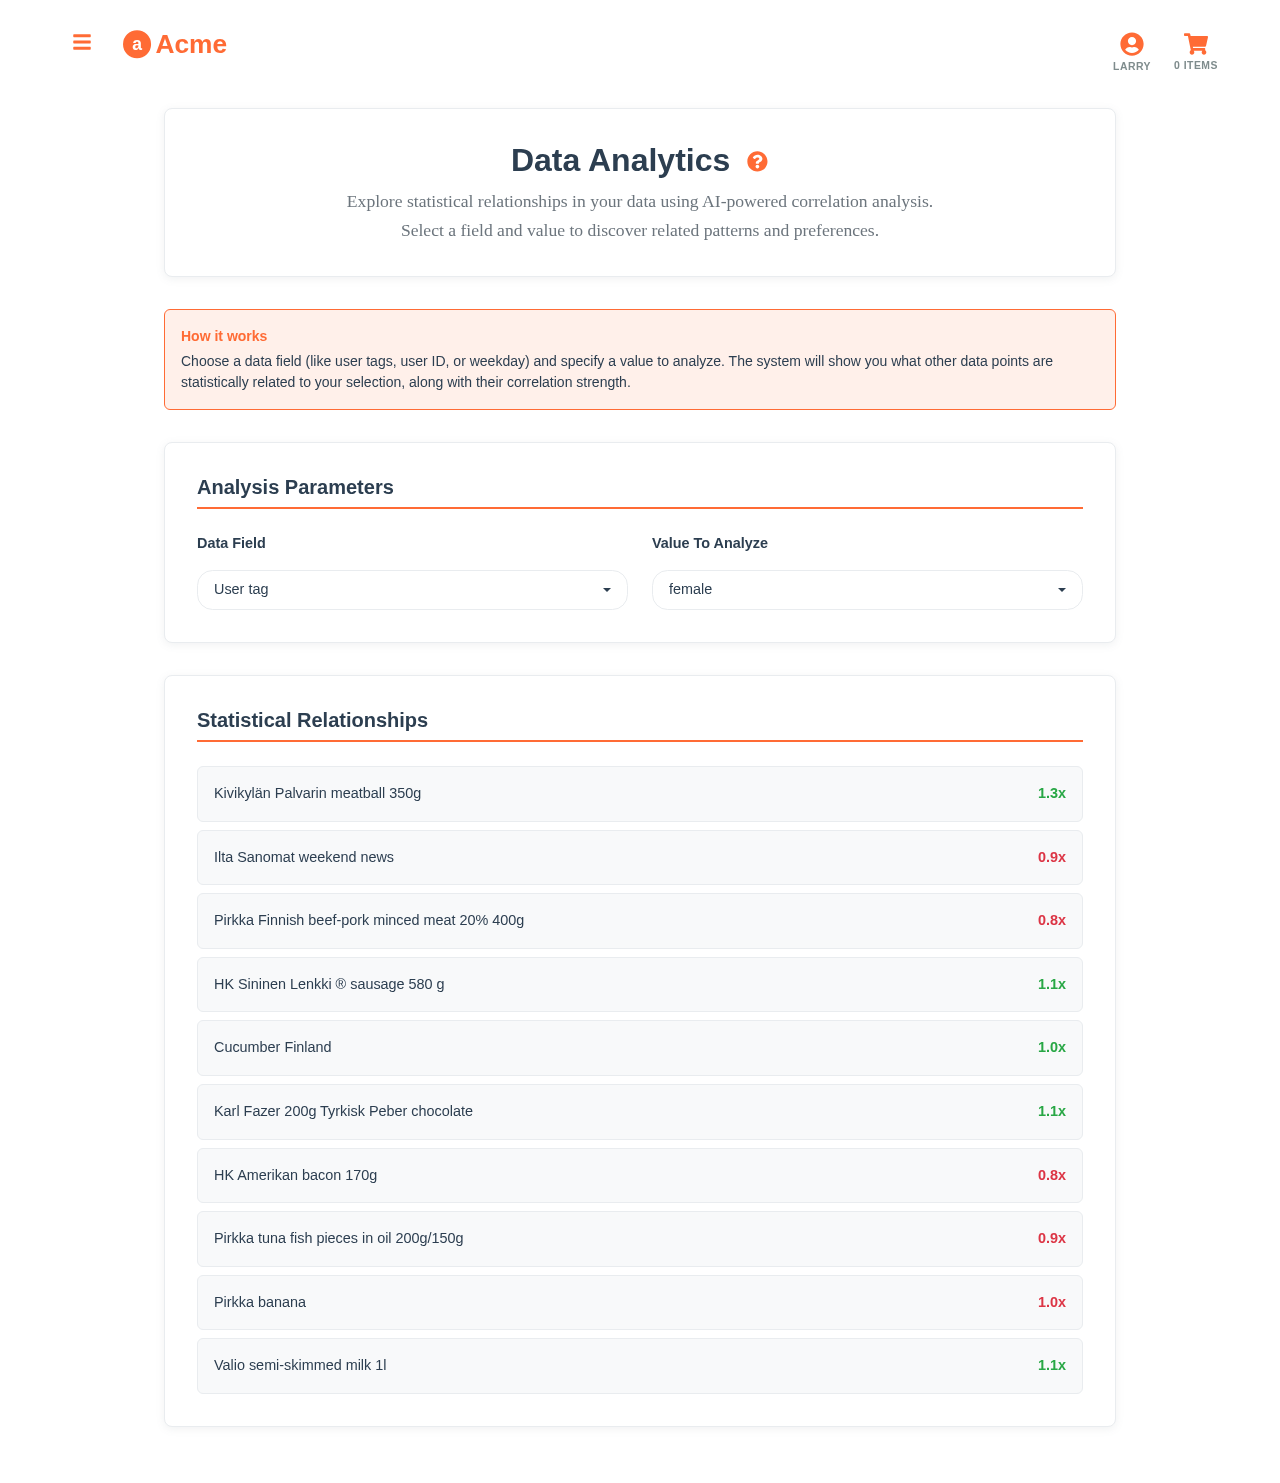 a Acme
LARRY
0 ITEMS
Data Analytics ?
Explore statistical relationships in your data using AI-powered correlation analysis.
Select a field and value to discover related patterns and preferences.
How it works
Choose a data field (like user tags, user ID, or weekday) and specify a value to analyze. The system will show you what other data points are
statistically related to your selection, along with their correlation strength.
Analysis Parameters
Data Field
Value To Analyze
User tag
female
Statistical Relationships
Kivikylän Palvarin meatball 350g 1.3x
Ilta Sanomat weekend news 0.9x
Pirkka Finnish beef-pork minced meat 20% 400g 0.8x
HK Sininen Lenkki ® sausage 580 g 1.1x
Cucumber Finland 1.0x
Karl Fazer 200g Tyrkisk Peber chocolate 1.1x
HK Amerikan bacon 170g 0.8x
Pirkka tuna fish pieces in oil 200g/150g 0.9x
Pirkka banana 1.0x
Valio semi-skimmed milk 1l 1.1x